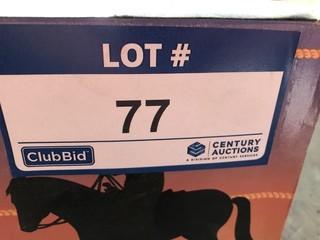 LOT #
77
ClubBid
CENTURY
AUCTIONS
A DIVISION OF CENTURY SERVICES